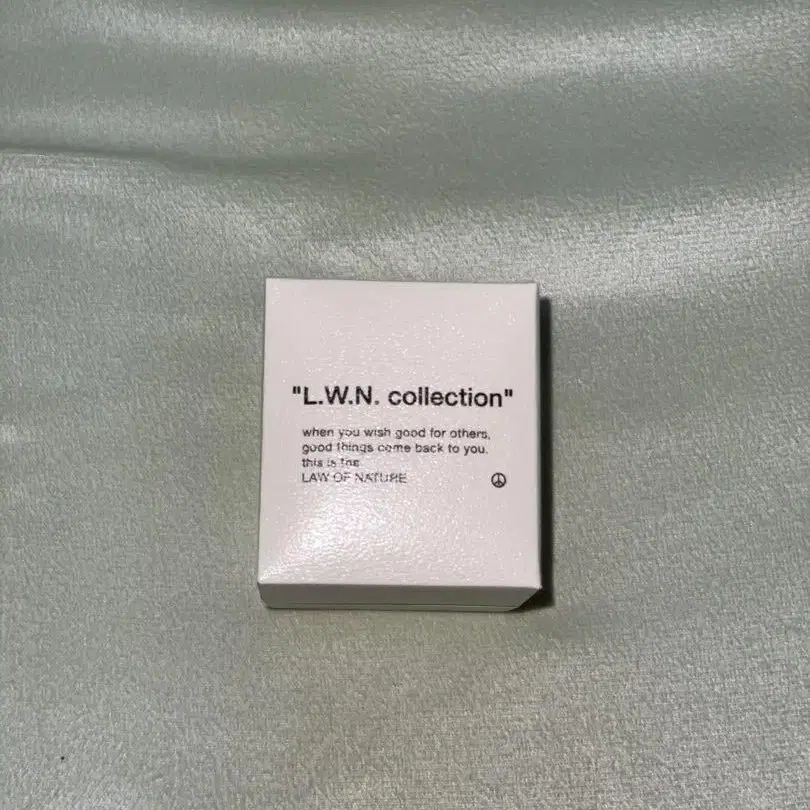 "L.W.N. collection"
when you wish good for others,
good things come back to you.
this is the
LAW OF NATURE